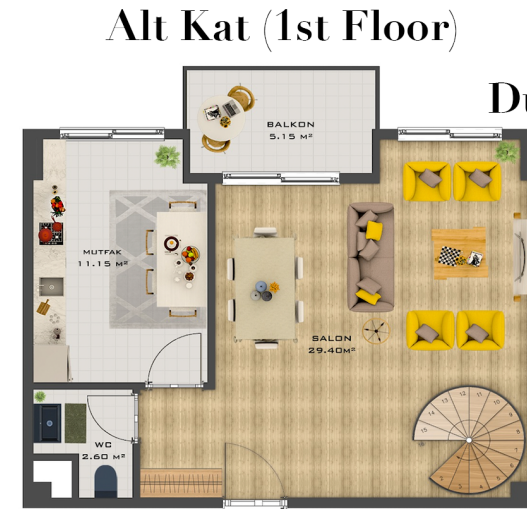 Alt Kat (1st Floor)
BALKON
5.15 M²
MUTFAK
11.15 M²
SALON
29.40M²
WC
2.60 M²